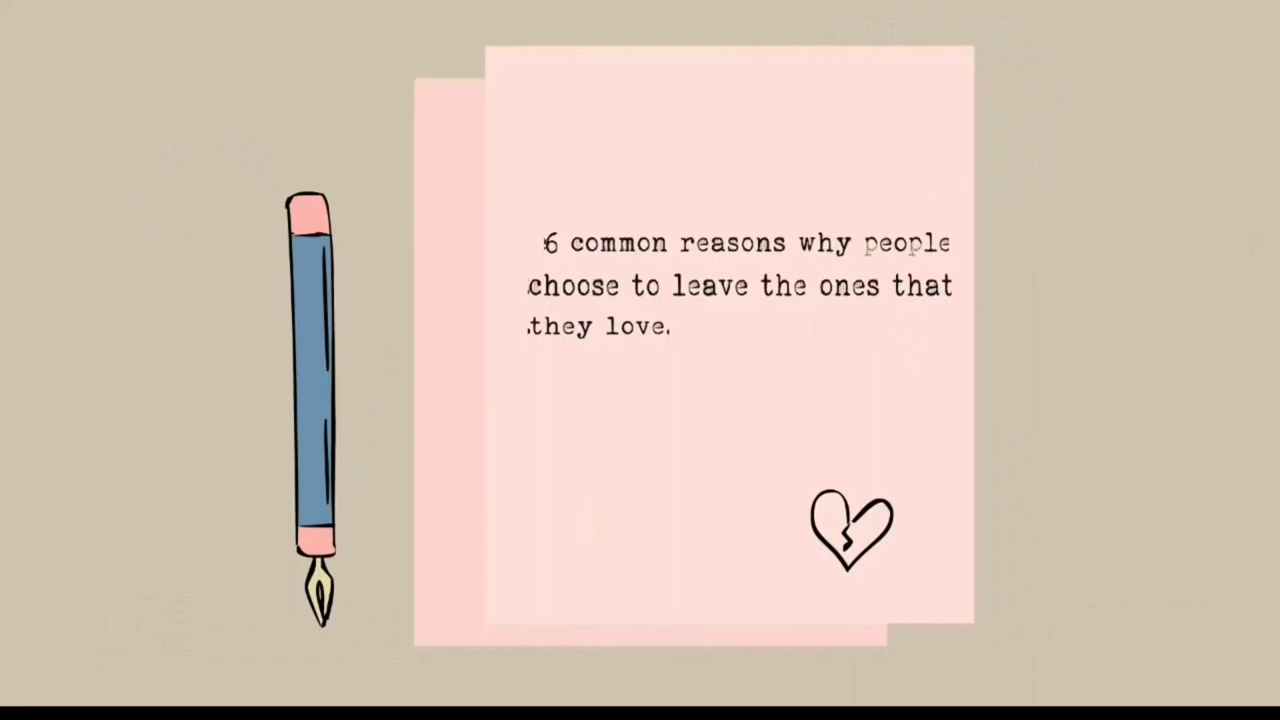 6 common reasons why people
choose to leave the ones that
they love.